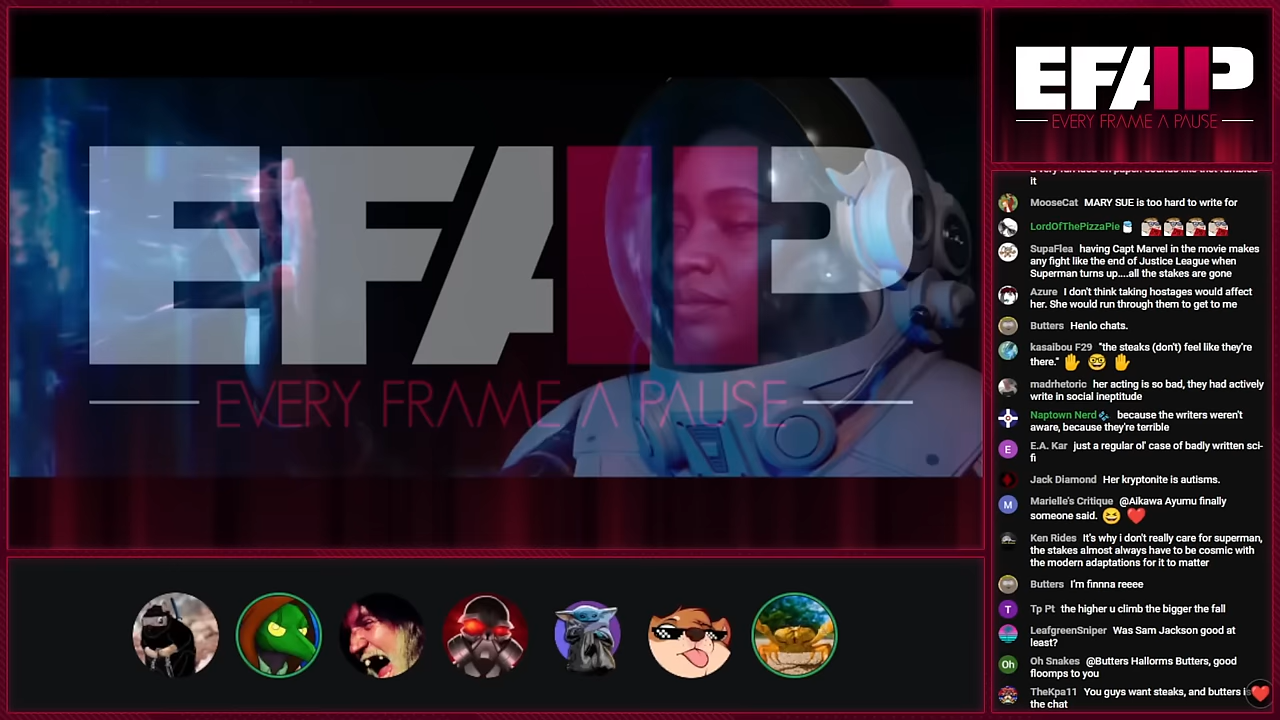 EFAP
EVERY FRAME A PAUSE
EFAP
EVERY FRAME A PAUSE
it
MooseCat MARY SUE is too hard to write for
LordOfThePizzaPie
SupaFlea having Capt Marvel in the movie makes
any fight like the end of Justice League when
Superman turns up....all the stakes are gone
Azure I don't think taking hostages would affect
her. She would run through them to get to me
Butters Henlo chats.
kasaibou F29 "the steaks (don't) feel like they're
there." ✋ 🤓 ✋
madrhetoric her acting is so bad, they had actively
write in social ineptitude
Naptown Nerd because the writers weren't
aware, because they're terrible
E
E.A. Kar just a regular ol' case of badly written sci-
fi
Jack Diamond Her kryptonite is autisms.
M
Marielle's Critique @Aikawa Ayumu finally
someone said. 😆 ❤️
Ken Rides It's why i don't really care for superman,
the stakes almost always have to be cosmic with
the modern adaptations for it to matter
Butters I'm finnna reeee
T
Tp Pt the higher u climb the bigger the fall
LeafgreenSniper Was Sam Jackson good at
least?
Oh
Oh Snakes @Butters Hallorms Butters, good
floomps to you
TheKpa11 You guys want steaks, and butters is
the chat